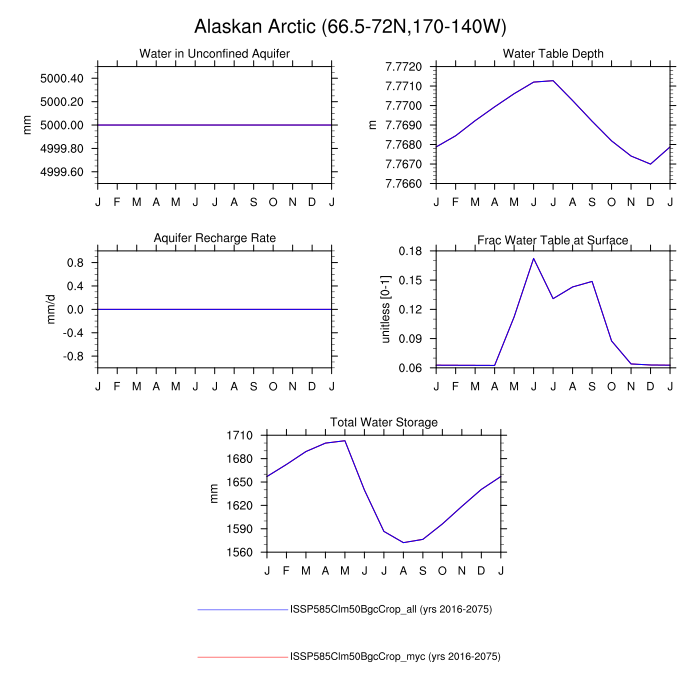 Alaskan Arctic (66.5-72N,170-140W)
Water in Unconfined Aquifer
mm
5000.40
5000.20
5000.00
4999.80
4999.60
J F M A M J J A S O N D J
Water Table Depth
m
7.7720
7.7710
7.7700
7.7690
7.7680
7.7670
7.7660
J F M A M J J A S O N D J
Aquifer Recharge Rate
mm/d
0.8
0.4
0.0
-0.4
-0.8
J F M A M J J A S O N D J
Frac Water Table at Surface
unitless [0-1]
0.18
0.15
0.12
0.09
0.06
J F M A M J J A S O N D J
Total Water Storage
mm
1710
1680
1650
1620
1590
1560
J F M A M J J A S O N D J
ISSP585Clm50BgcCrop_all (yrs 2016-2075)
ISSP585Clm50BgcCrop_myc (yrs 2016-2075)